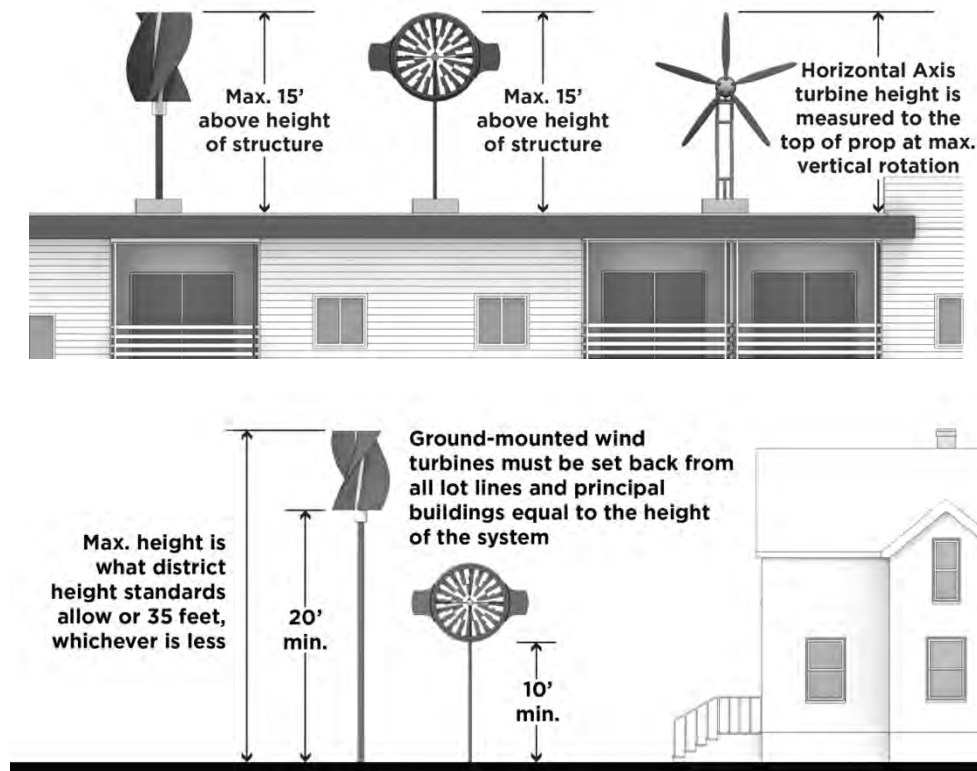 Max. 15’
above height
of structure
Max. 15’
above height
of structure
Horizontal Axis
turbine height is
measured to the
top of prop at max.
vertical rotation
Ground-mounted wind
turbines must be set back from
all lot lines and principal
buildings equal to the height
of the system
Max. height is
what district
height standards
allow or 35 feet,
whichever is less
20’
min.
10’
min.